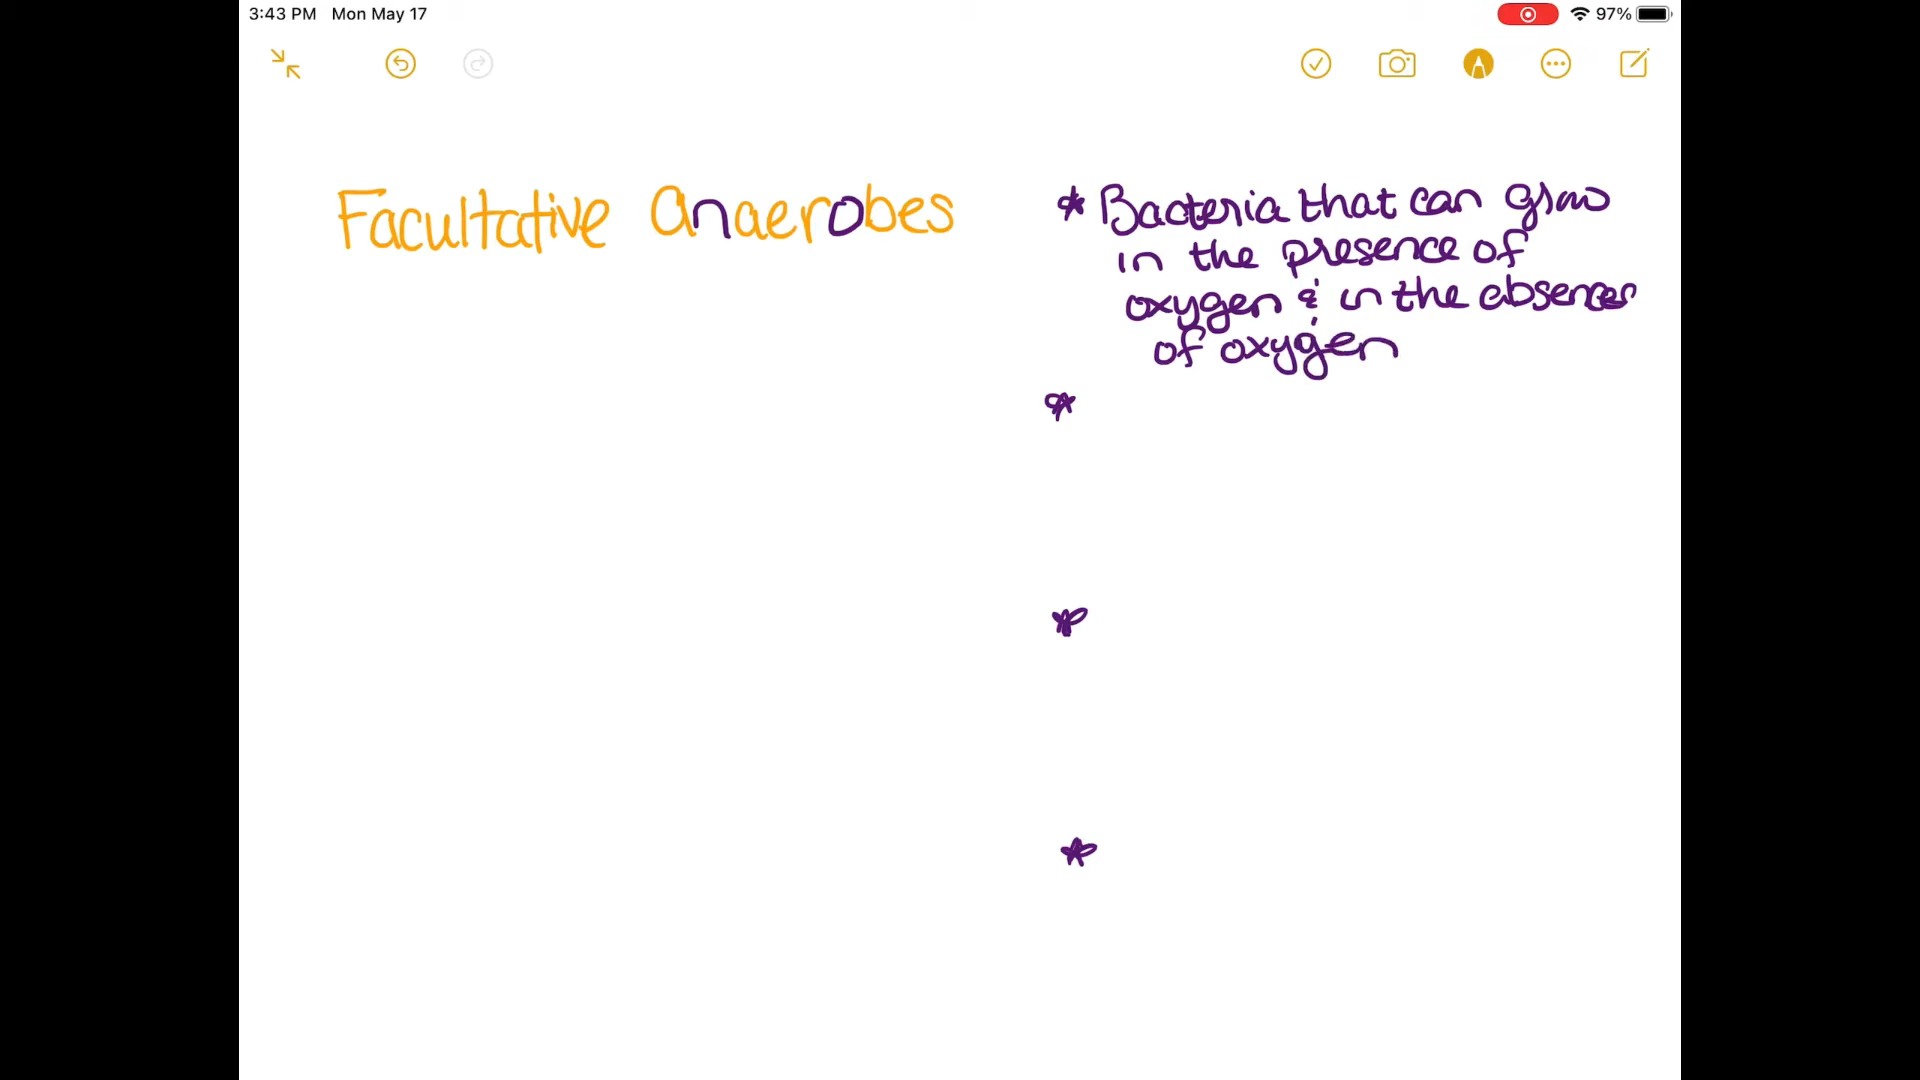 3:43 PM Mon May 17 97%
Facultative Anaerobes
* Bacteria that can grow
in the presence of
oxygen & in the absence
of oxygen
*
*
*